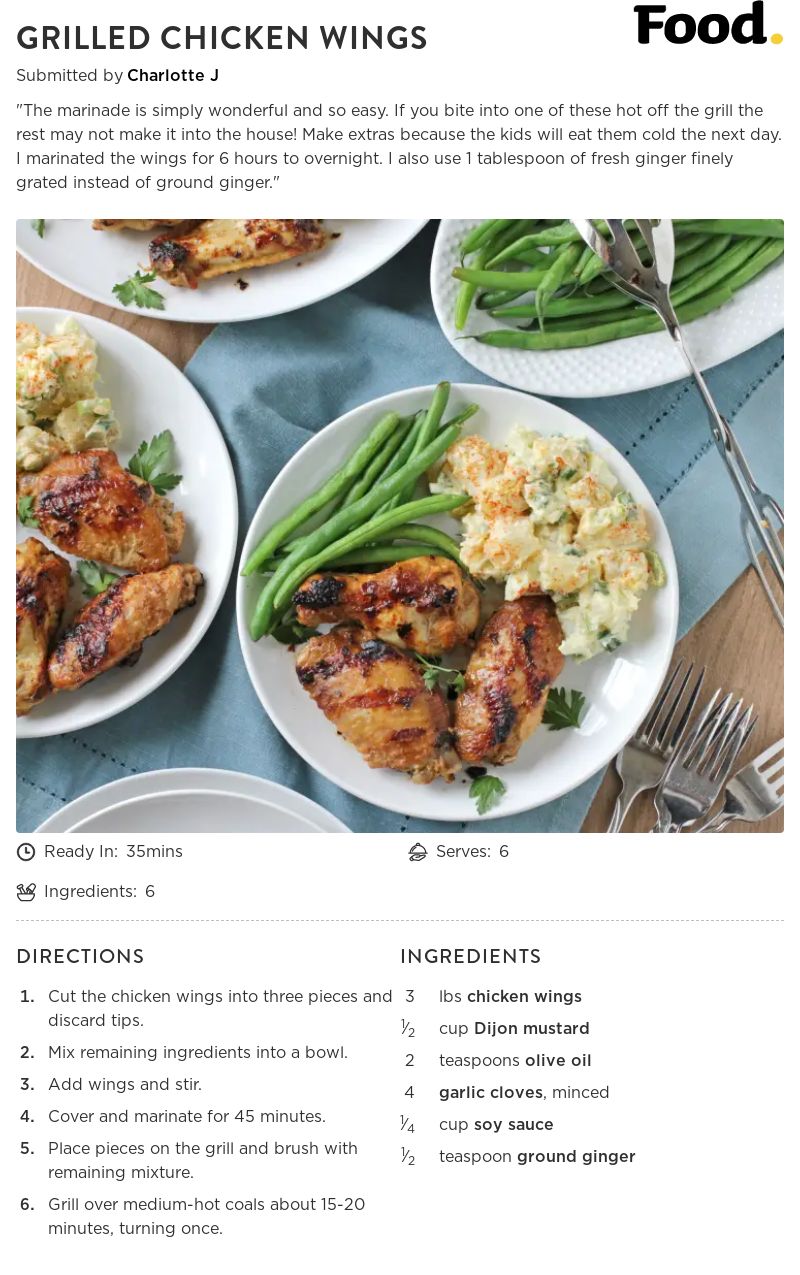 GRILLED CHICKEN WINGS
Food.
Submitted by Charlotte J
"The marinade is simply wonderful and so easy. If you bite into one of these hot off the grill the
rest may not make it into the house! Make extras because the kids will eat them cold the next day.
I marinated the wings for 6 hours to overnight. I also use 1 tablespoon of fresh ginger finely
grated instead of ground ginger."
Ready In: 35mins
Serves: 6
Ingredients: 6
DIRECTIONS
1. Cut the chicken wings into three pieces and
discard tips.
2. Mix remaining ingredients into a bowl.
3. Add wings and stir.
4. Cover and marinate for 45 minutes.
5. Place pieces on the grill and brush with
remaining mixture.
6. Grill over medium-hot coals about 15-20
minutes, turning once.
INGREDIENTS
3 lbs chicken wings
1⁄2 cup Dijon mustard
2 teaspoons olive oil
4 garlic cloves, minced
1⁄4 cup soy sauce
1⁄2 teaspoon ground ginger